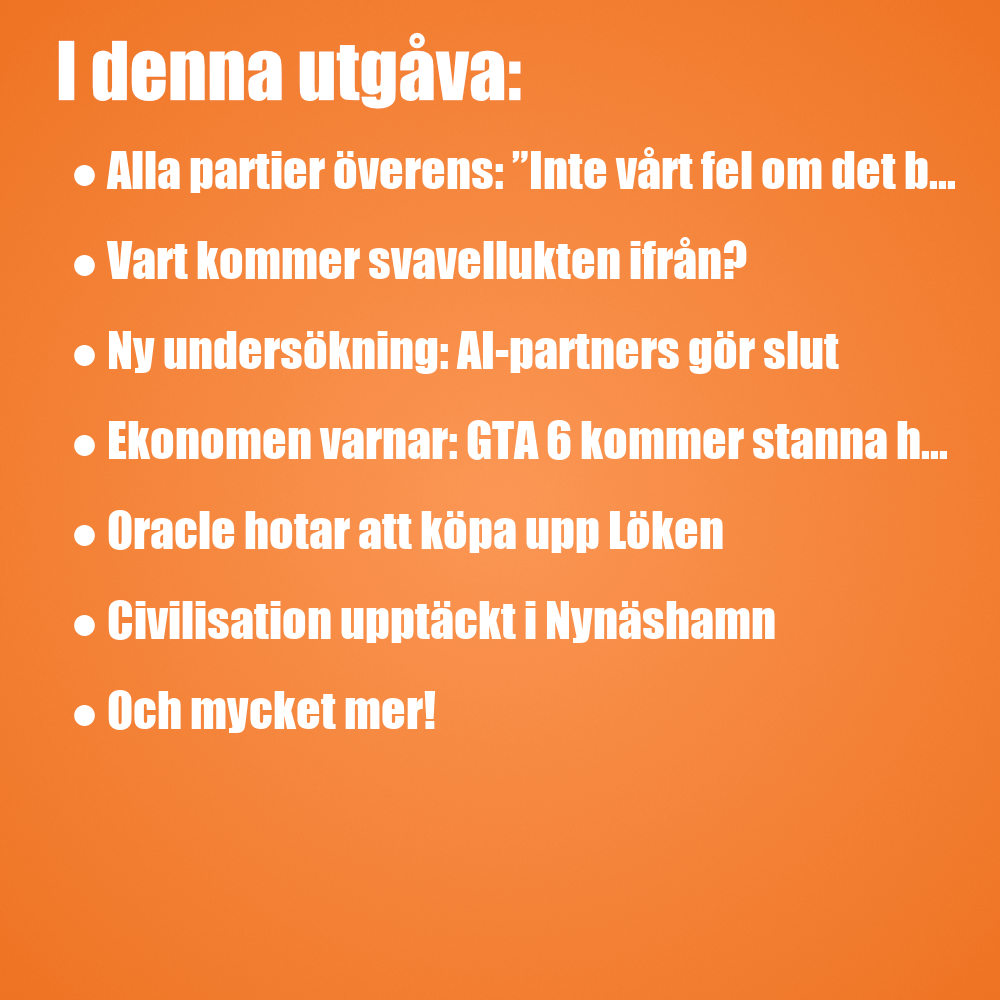 I denna utgåva:
• Alla partier överens: ”Inte vårt fel om det b...
• Vart kommer svavellukten ifrån?
• Ny undersökning: AI-partners gör slut
• Ekonomen varnar: GTA 6 kommer stanna h...
• Oracle hotar att köpa upp Löken
• Civilisation upptäckt i Nynäshamn
• Och mycket mer!